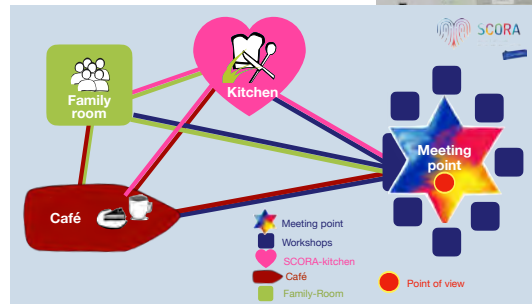 SCORA
Family
room
Kitchen
Meeting
point
Café
Meeting point
Workshops
SCORA-kitchen
Café
Family-Room
Point of view